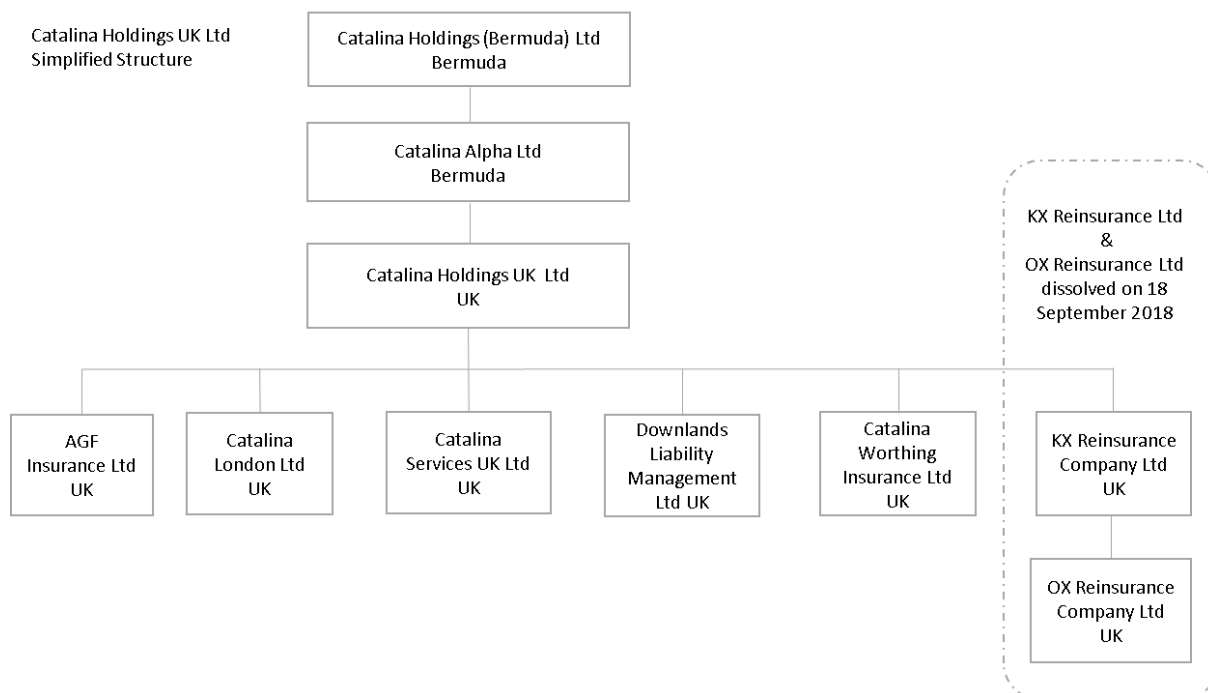 Catalina Holdings UK Ltd
Simplified Structure
Catalina Holdings (Bermuda) Ltd
Bermuda
Catalina Alpha Ltd
Bermuda
Catalina Holdings UK Ltd
UK
KX Reinsurance Ltd
&
OX Reinsurance Ltd
dissolved on 18
September 2018
AGF
Insurance Ltd
UK
Catalina
London Ltd
UK
Catalina
Services UK Ltd
UK
Downlands
Liability
Management
Ltd UK
Catalina
Worthing
Insurance Ltd
UK
KX Reinsurance
Company Ltd
UK
OX Reinsurance
Company Ltd
UK